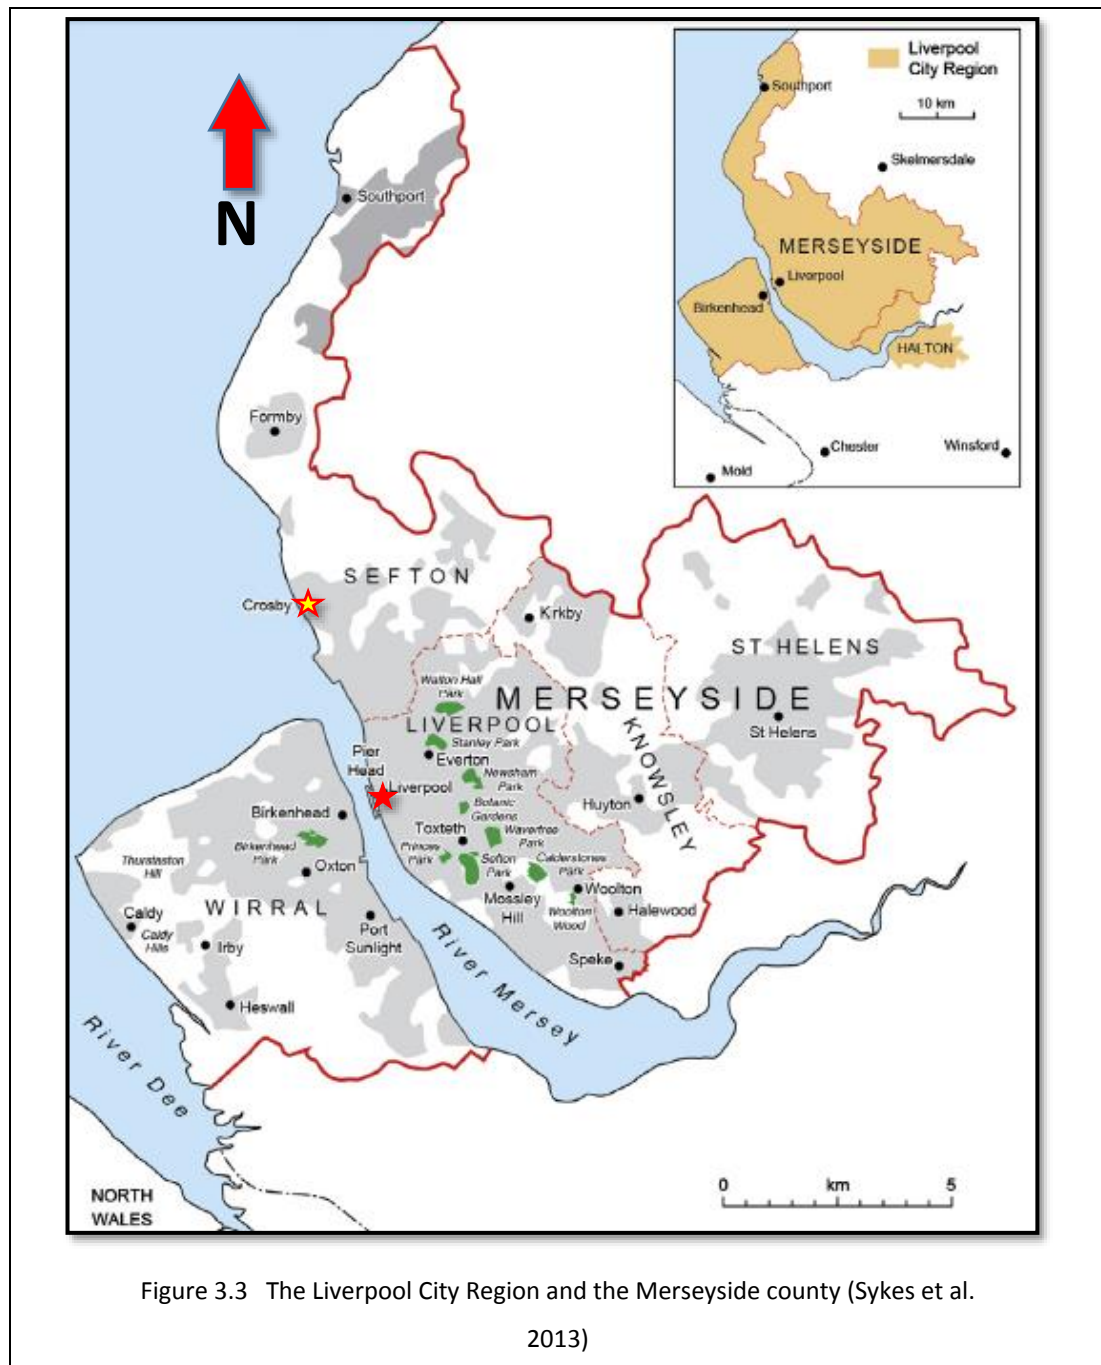 N
Southport
Formby
Crosby
SEFTON
Kirkby
ST HELENS
Walton Hall
Park
MERSEYSIDE
LIVERPOOL
Stanley Park
St Helens
KNOWSLEY
Pier
Head
Everton
Newsham
Park
Liverpool
Botanic
Gardens
Huyton
Birkenhead
Birkenhead
Park
Toxteth
Wavertree
Park
Princes
Park
Sefton
Park
Calderstones
Park
Thurstaston
Hill
Oxton
Mossley
Hill
Woolton
Woolton
Wood
Halewood
WIRRAL
Caldy
Caldy
Hills
Irby
Port
Sunlight
Speke
Heswall
River Mersey
River Dee
NORTH
WALES
0 km 5
Liverpool
City Region
10 km
Southport
Skelmersdale
MERSEYSIDE
Liverpool
Birkenhead
HALTON
Chester
Winsford
Mold
Figure 3.3 The Liverpool City Region and the Merseyside county (Sykes et al.
2013)